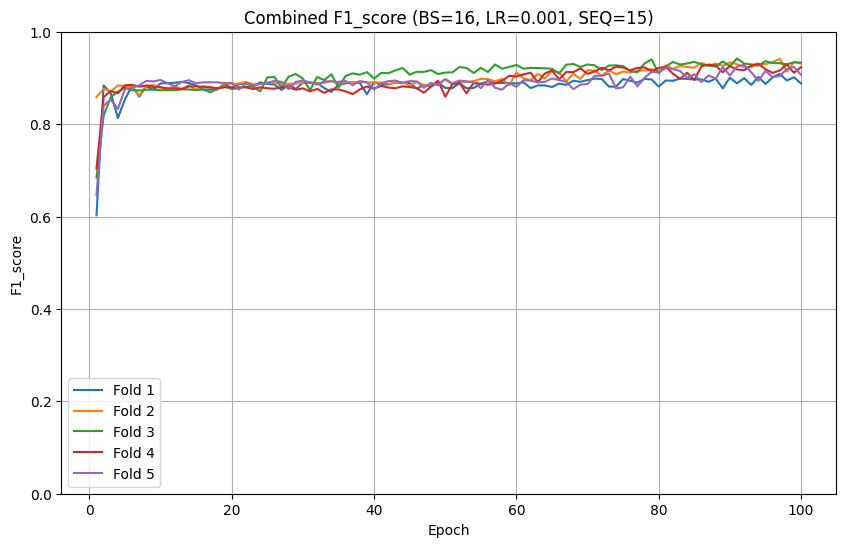 Combined F1_score (BS=16, LR=0.001, SEQ=15)
F1_score
1.0
0.8
0.6
0.4
0.2
0.0
Fold 1
Fold 2
Fold 3
Fold 4
Fold 5
0 20 40 60 80 100
Epoch